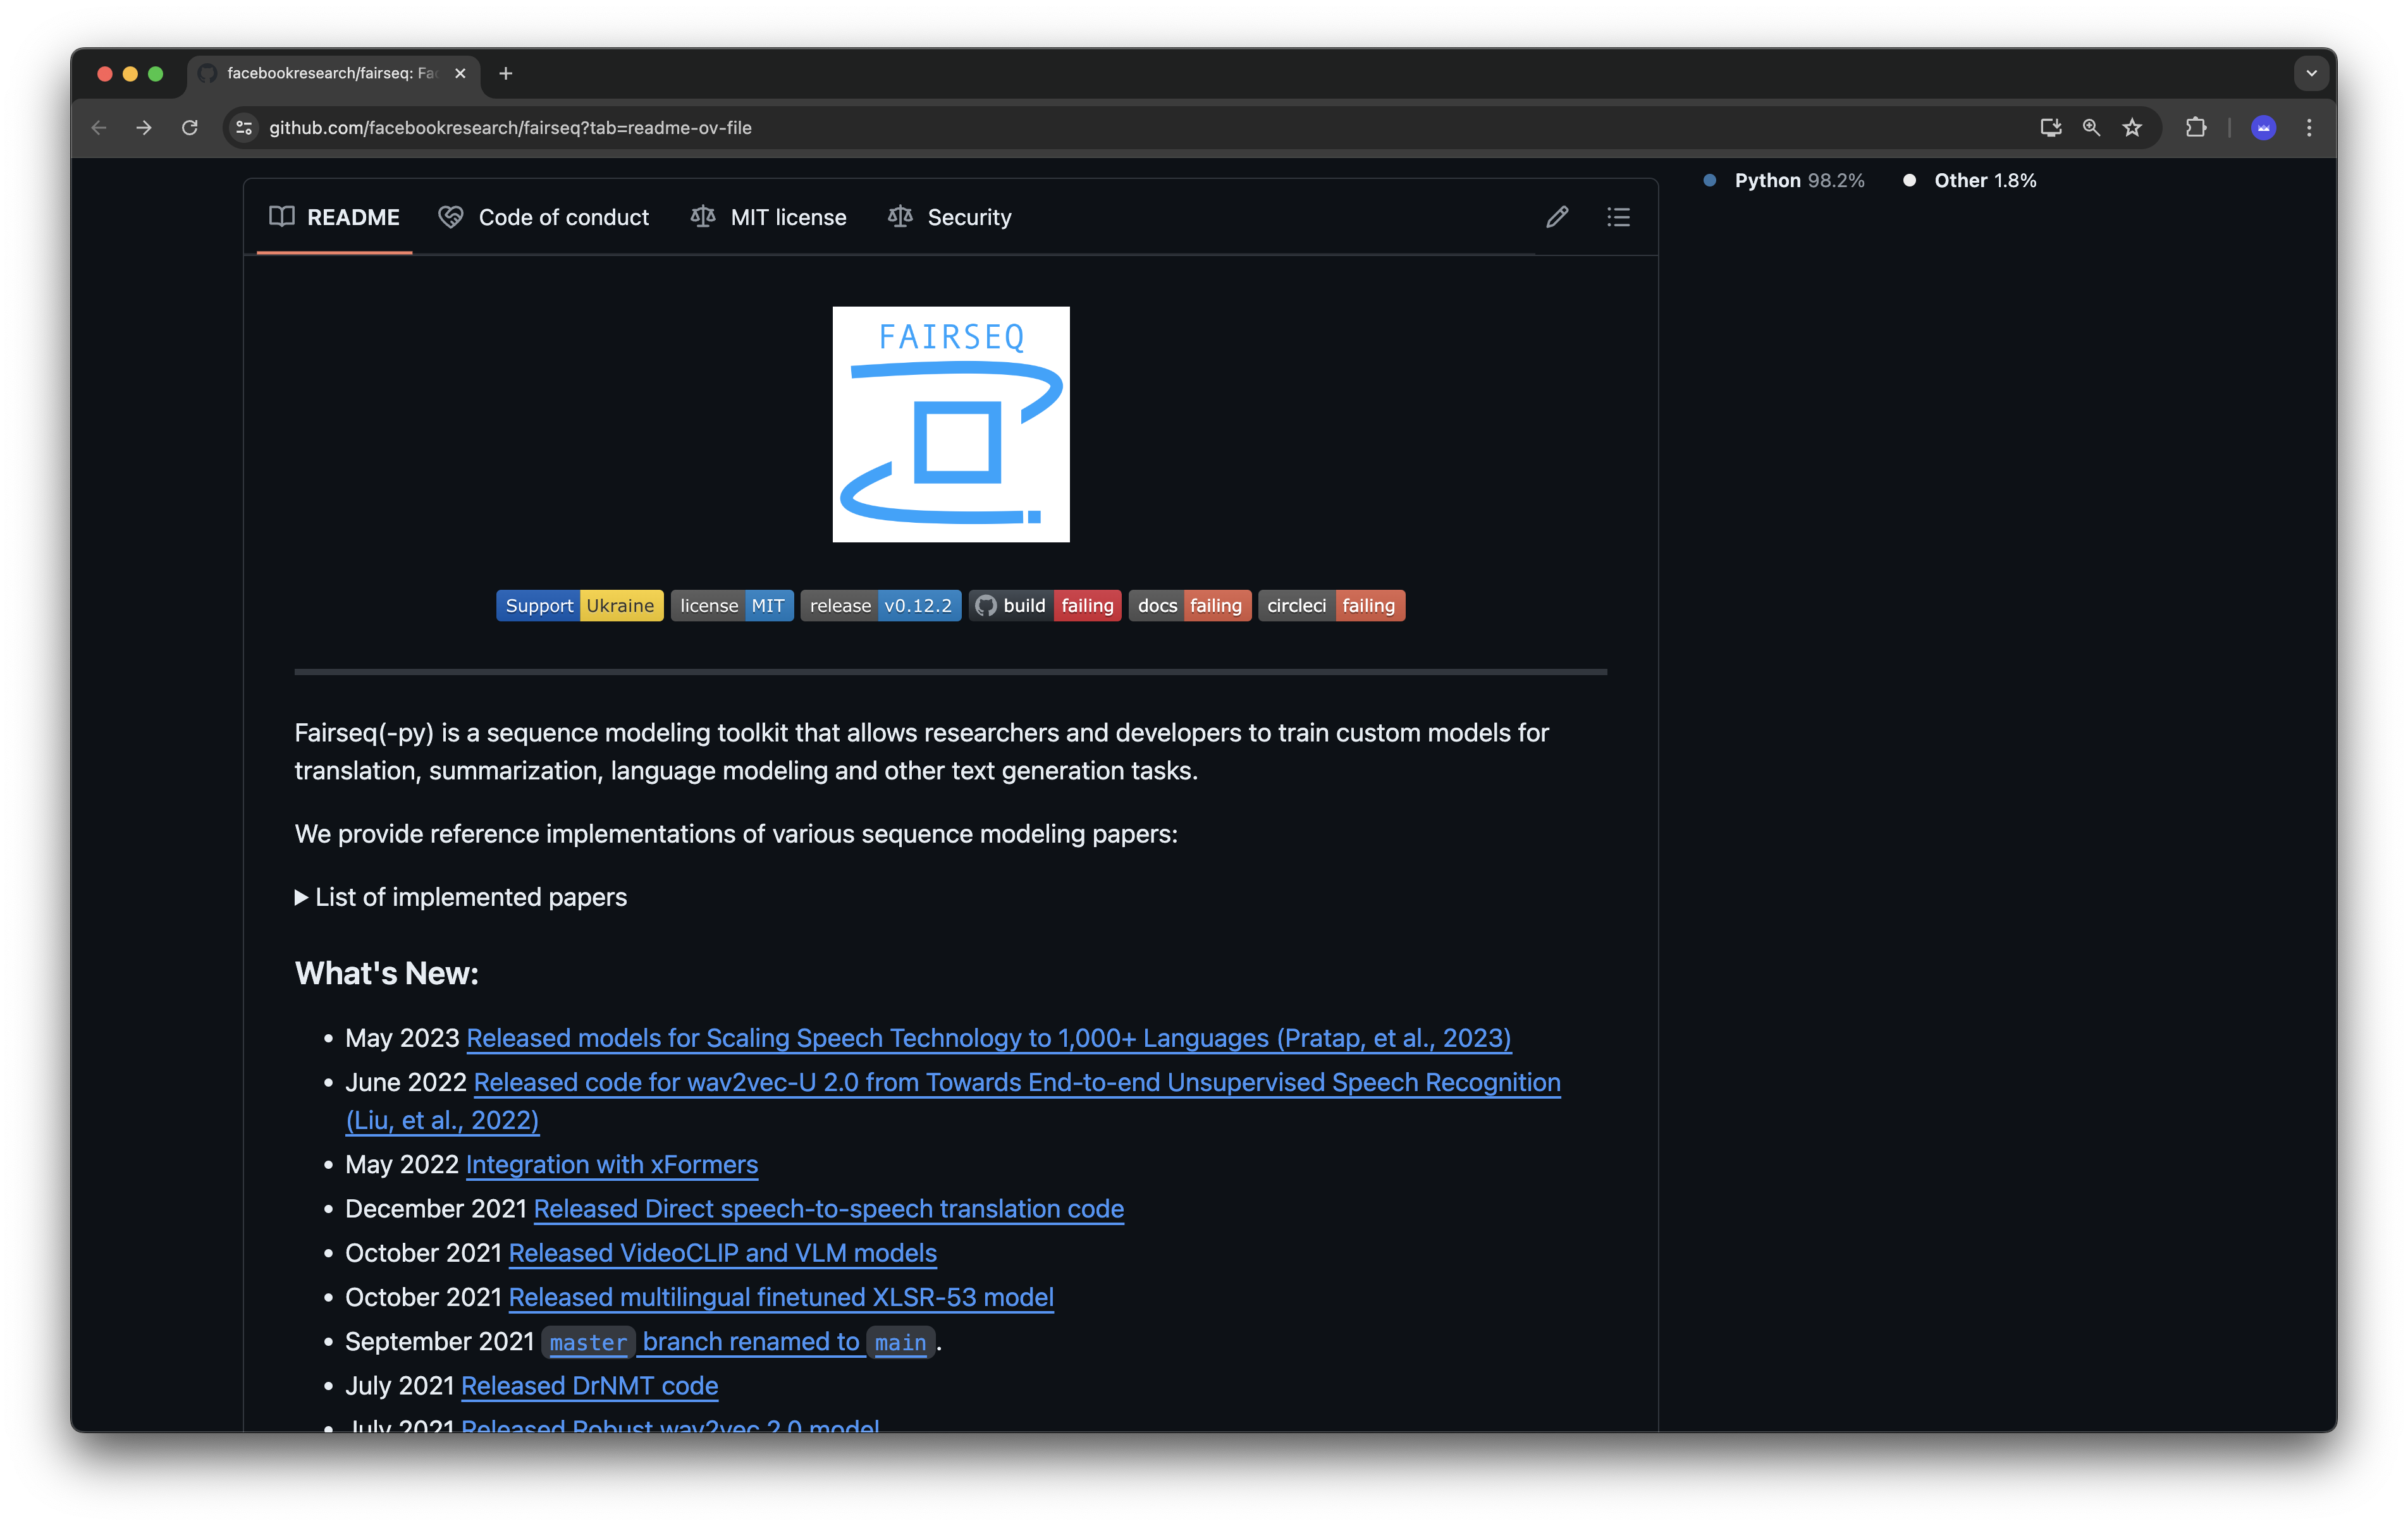 facebookresearch/fairseq: Fac
github.com/facebookresearch/fairseq?tab=readme-ov-file
Python 98.2% Other 1.8%
README Code of conduct MIT license Security
FAIRSEQ
Support Ukraine license MIT release v0.12.2 build failing docs failing circleci failing
Fairseq(-py) is a sequence modeling toolkit that allows researchers and developers to train custom models for
translation, summarization, language modeling and other text generation tasks.
We provide reference implementations of various sequence modeling papers:
List of implemented papers
What's New:
• May 2023 Released models for Scaling Speech Technology to 1,000+ Languages (Pratap, et al., 2023)
• June 2022 Released code for wav2vec-U 2.0 from Towards End-to-end Unsupervised Speech Recognition
(Liu, et al., 2022)
• May 2022 Integration with xFormers
• December 2021 Released Direct speech-to-speech translation code
• October 2021 Released VideoCLIP and VLM models
• October 2021 Released multilingual finetuned XLSR-53 model
• September 2021 master branch renamed to main.
• July 2021 Released DrNMT code
• July 2021 Released Robust wav2vec 2.0 model